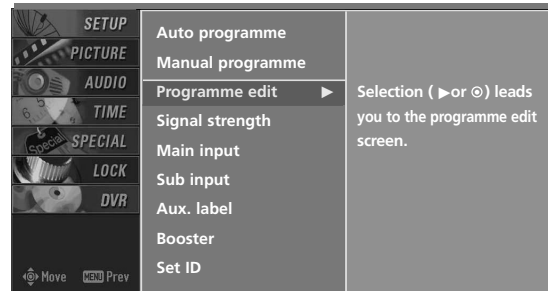 SETUP
PICTURE
AUDIO
TIME
SPECIAL
LOCK
DVR
Move MENU Prev
Auto programme
Manual programme
Programme edit ▶
Signal strength
Main input
Sub input
Aux. label
Booster
Set ID
Selection ( ▶or ⊙) leads
you to the programme edit
screen.